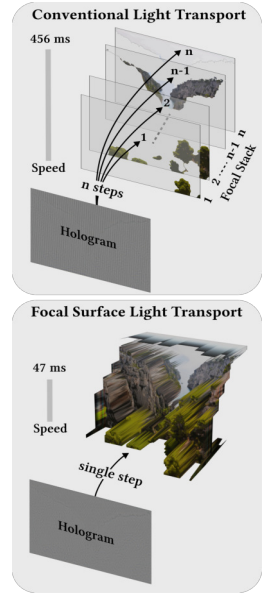 Conventional Light Transport
456 ms
Speed
n
n-1
2
1
n steps
Hologram
1 2 ..... n-1 n
Focal Stack
Focal Surface Light Transport
47 ms
Speed
single step
Hologram